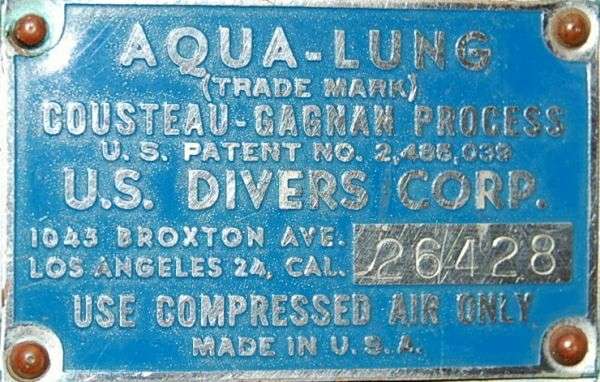 AQUA-LUNG
(TRADE MARK)
COUSTEAU-GAGNAN PROCESS
U.S. PATENT NO. 2,485,039
U.S. DIVERS CORP.
1045 BROXTON AVE.
LOS ANGELES 24, CAL.
26428
USE COMPRESSED AIR ONLY
MADE IN U.S.A.